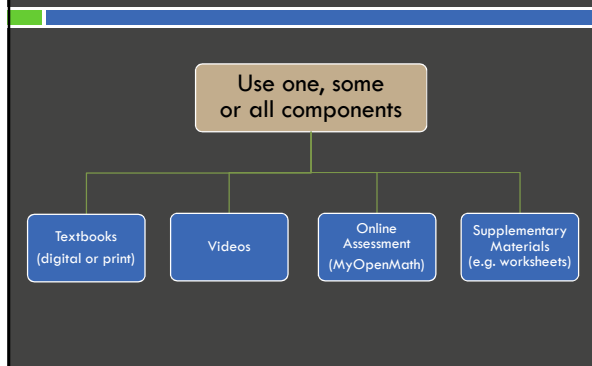 Use one, some
or all components
Textbooks
(digital or print)
Videos
Online
Assessment
(MyOpenMath)
Supplementary
Materials
(e.g. worksheets)